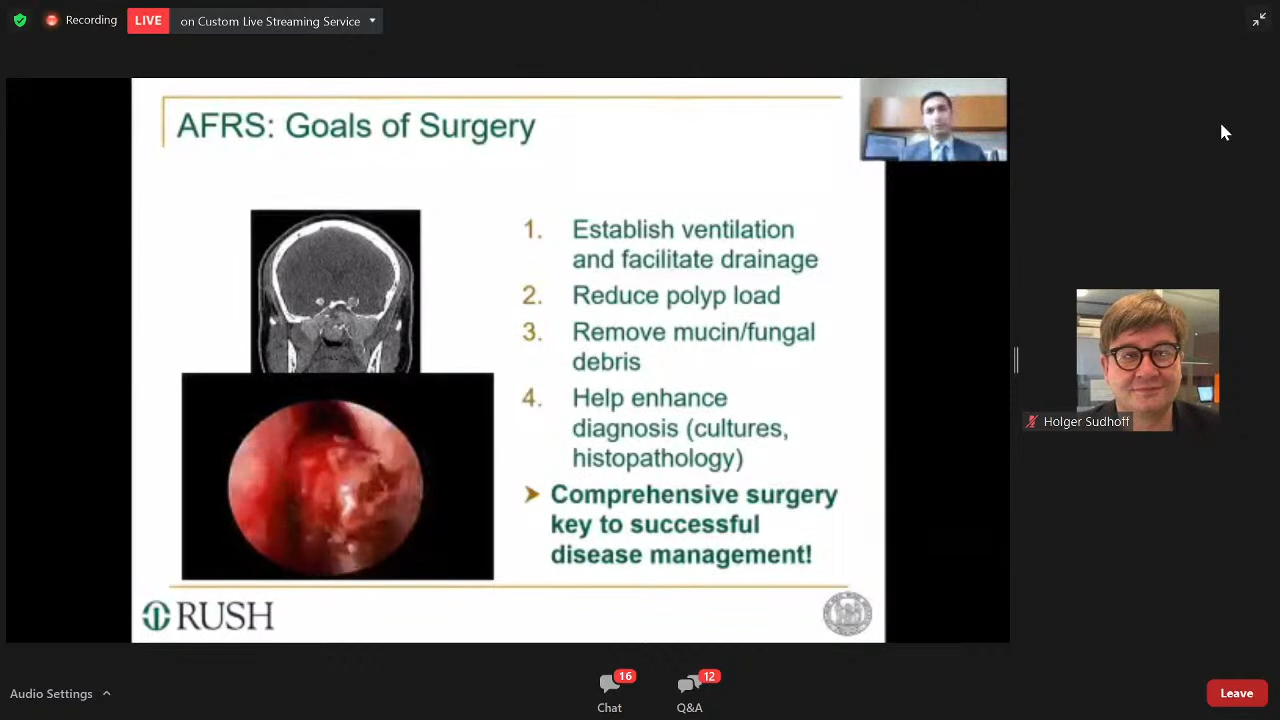 Recording
LIVE
on Custom Live Streaming Service
AFRS: Goals of Surgery
1. Establish ventilation
and facilitate drainage
2. Reduce polyp load
3. Remove mucin/fungal
debris
4. Help enhance
diagnosis (cultures,
histopathology)
Comprehensive surgery
key to successful
disease management!
RUSH
Holger Sudhoff
Audio Settings
16
Chat
12
Q&A
Leave